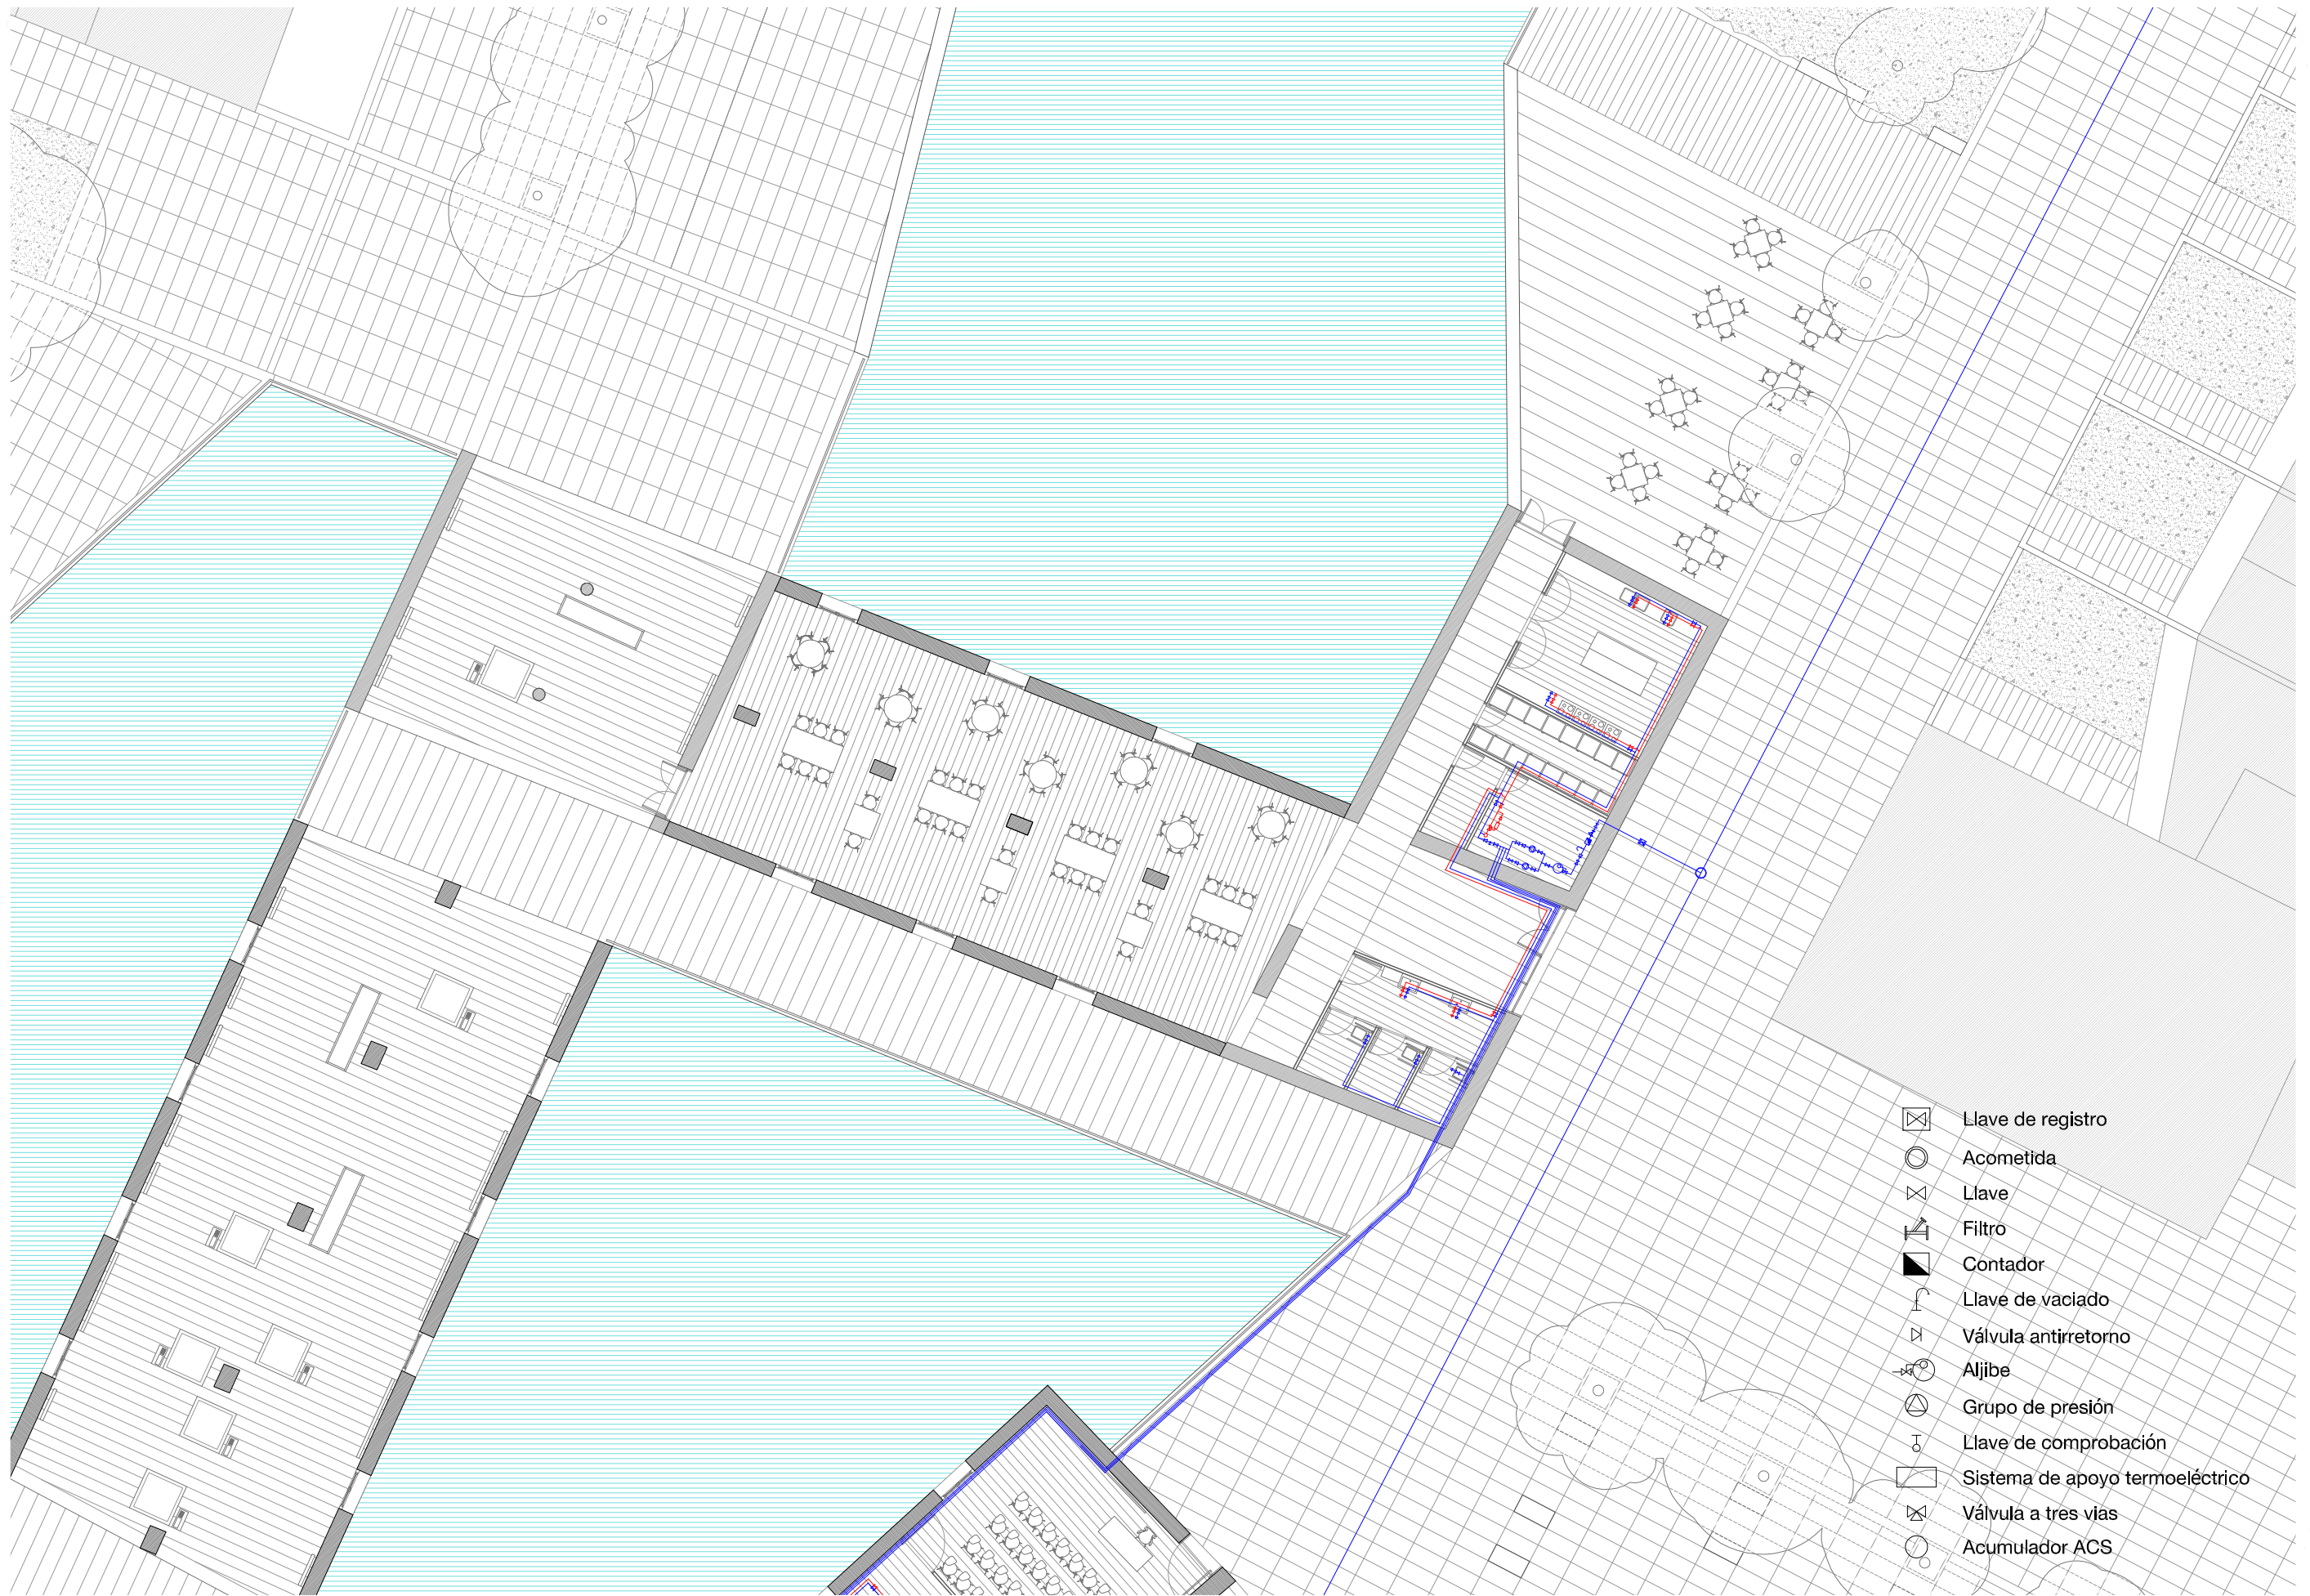 Llave de registro
Acometida
Llave
Filtro
Contador
Llave de vaciado
Válvula antirretorno
Aljibe
Grupo de presión
Llave de comprobación
Sistema de apoyo termoeléctrico
Válvula a tres vias
Acumulador ACS